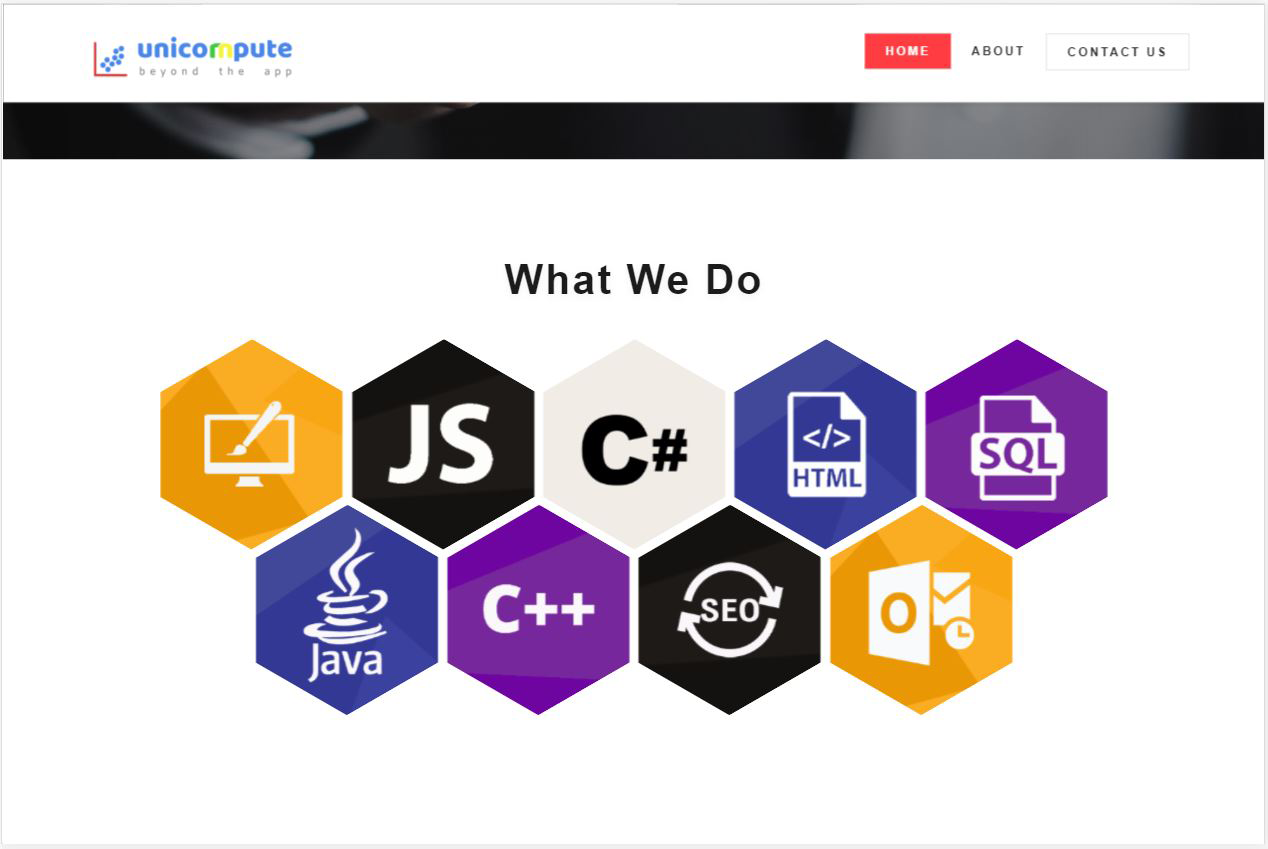 unicornpute
beyond the app
HOME
ABOUT
CONTACT US
What We Do
JS
C#
</>
HTML
SQL
Java
C++
SEO
O